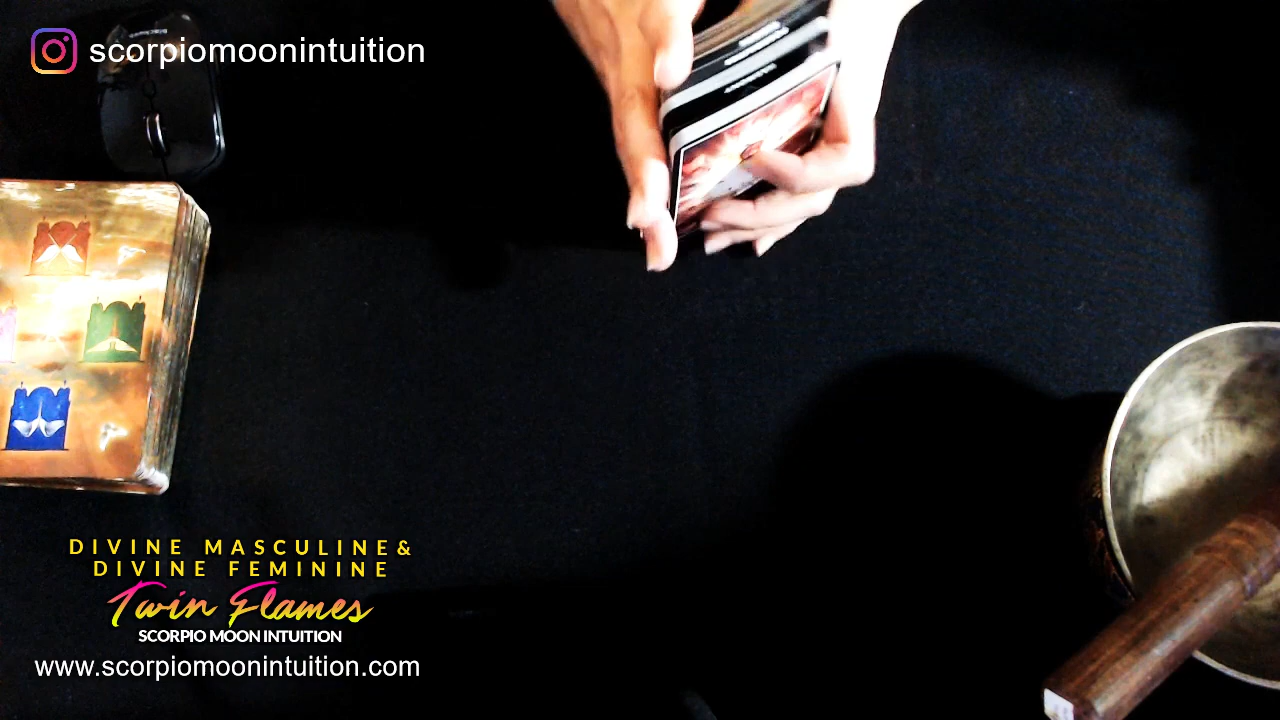 scorpiomoonintuition
DIVINE MASCULINE&
DIVINE FEMININE
Twin Flames
SCORPIO MOON INTUITION
www.scorpiomoonintuition.com